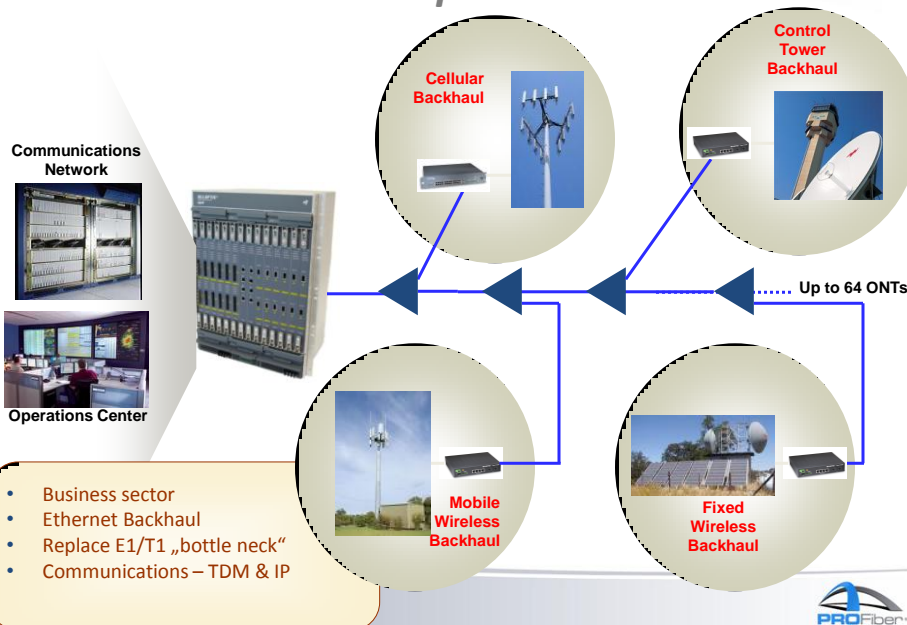 Control
Tower
Backhaul
Cellular
Backhaul
Communications
Network
Up to 64 ONTs
Operations Center
• Business sector
• Ethernet Backhaul
• Replace E1/T1 „bottle neck“
• Communications – TDM & IP
Mobile
Wireless
Backhaul
Fixed
Wireless
Backhaul
PROFiber